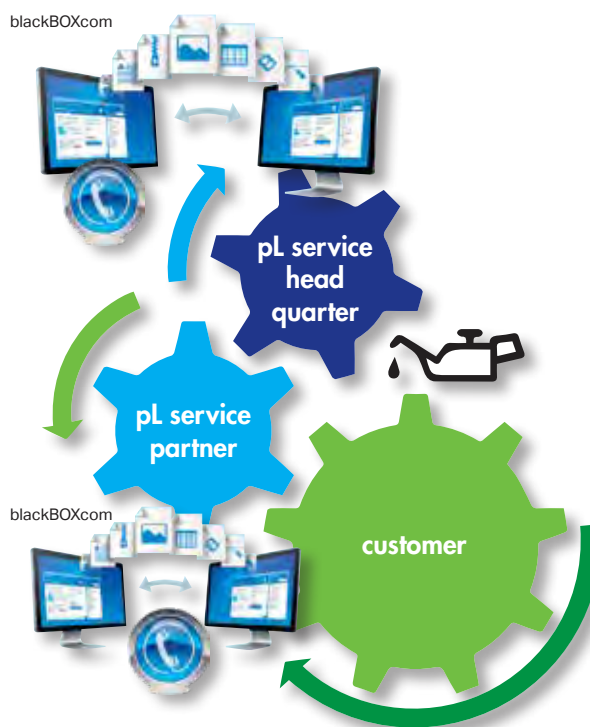 blackBOXcom
pL service
head
quarter
pL service
partner
blackBOXcom
customer